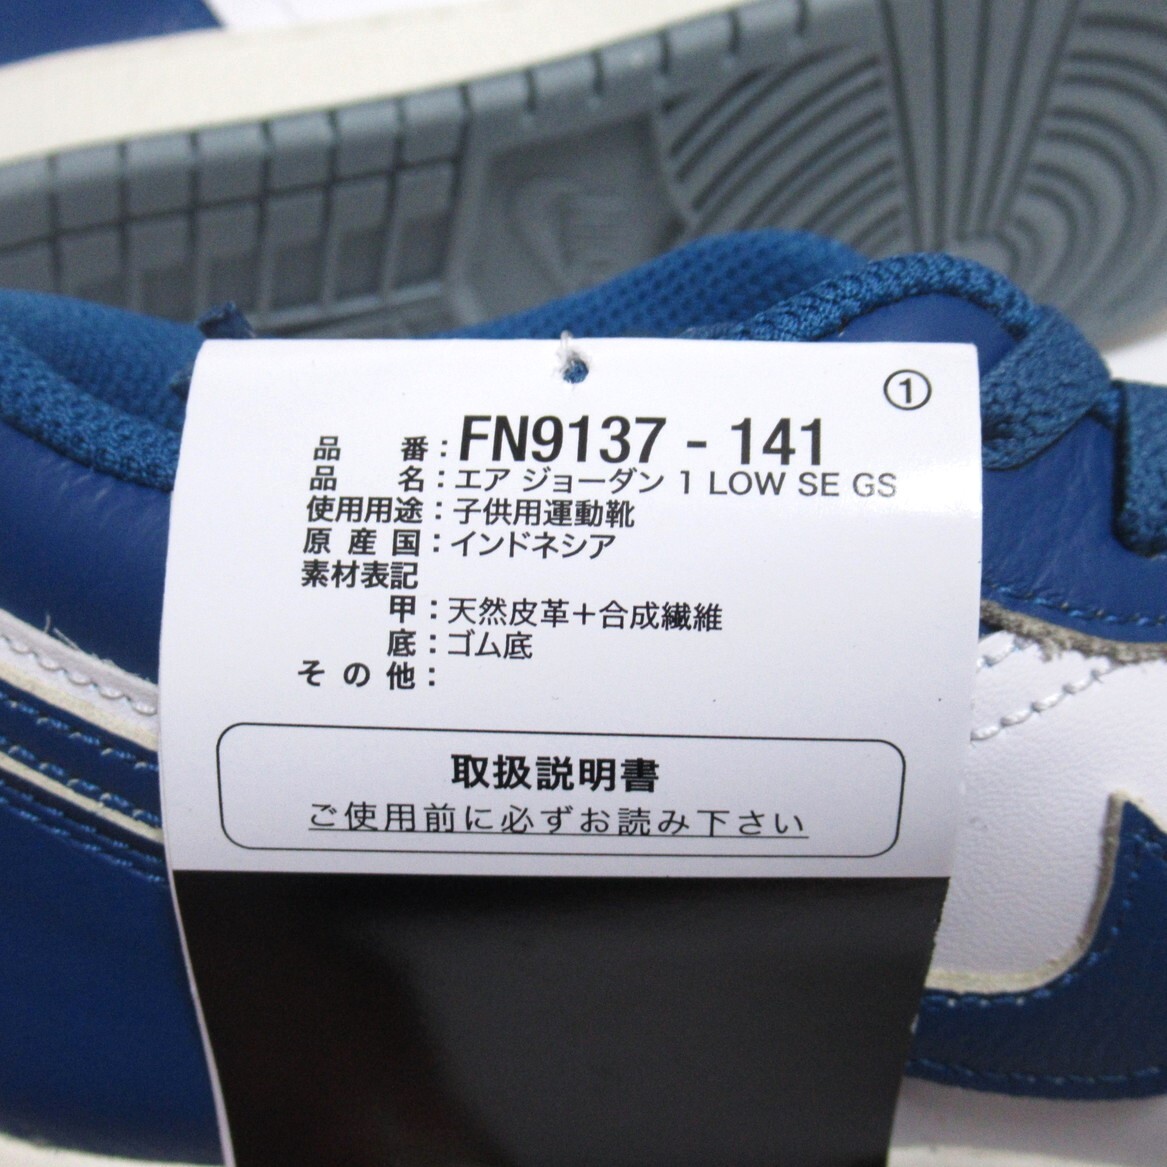 ①
品番：FN9137 - 141
品名：エア ジョーダン 1 LOW SE GS
使用用途：子供用運動靴
原産国：インドネシア
素材表記
甲：天然皮革＋合成繊維
底：ゴム底
その他：
取扱説明書
ご使用前に必ずお読み下さい